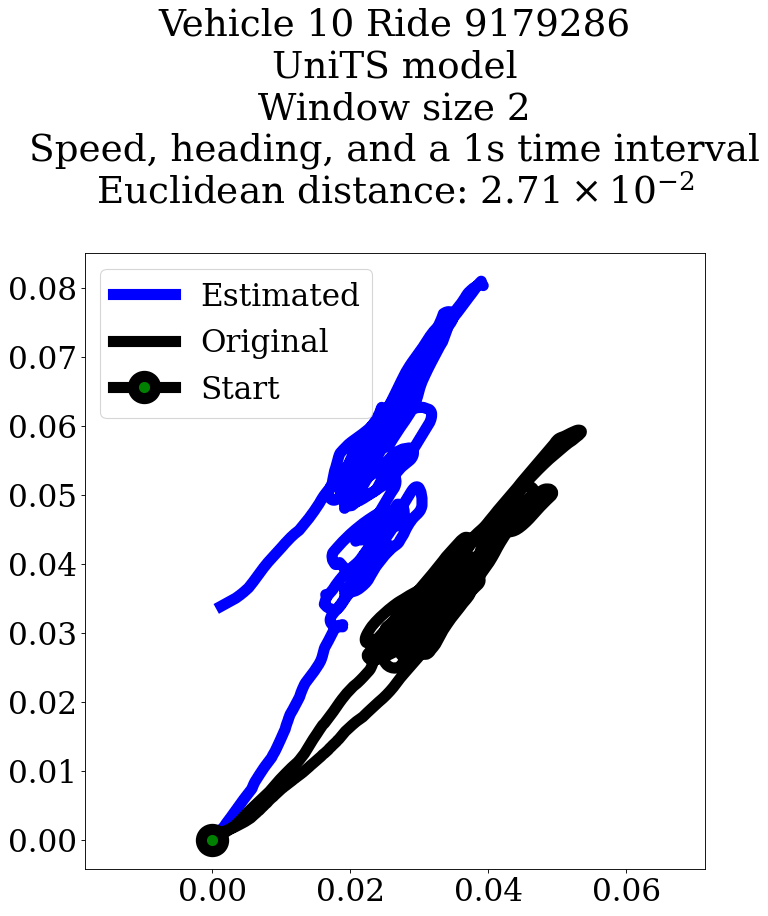 Vehicle 10 Ride 9179286
UniTS model
Window size 2
Speed, heading, and a 1s time interval
Euclidean distance: 2.71 × 10⁻²
Estimated
Original
Start
0.08
0.07
0.06
0.05
0.04
0.03
0.02
0.01
0.00
0.00 0.02 0.04 0.06